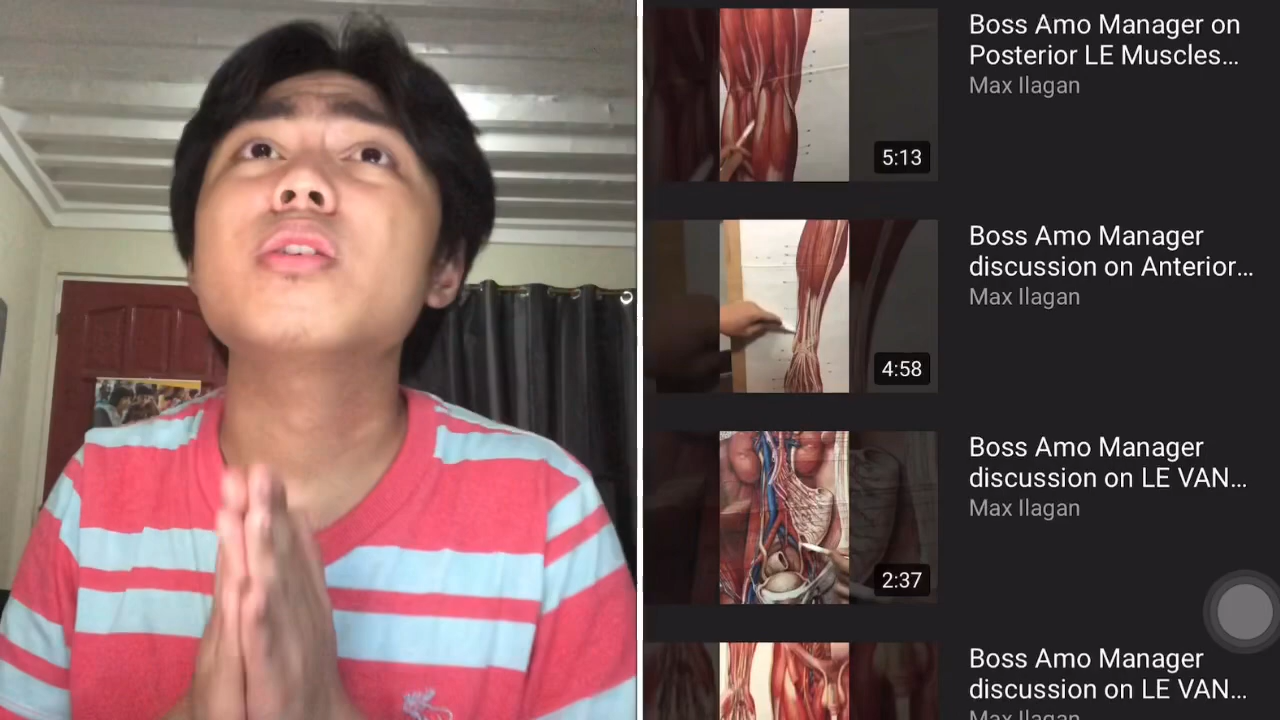 Boss Amo Manager on
Posterior LE Muscles...
Max Ilagan
5:13
Boss Amo Manager
discussion on Anterior...
Max Ilagan
4:58
Boss Amo Manager
discussion on LE VAN...
Max Ilagan
2:37
Boss Amo Manager
discussion on LE VAN...
Max Ilagan